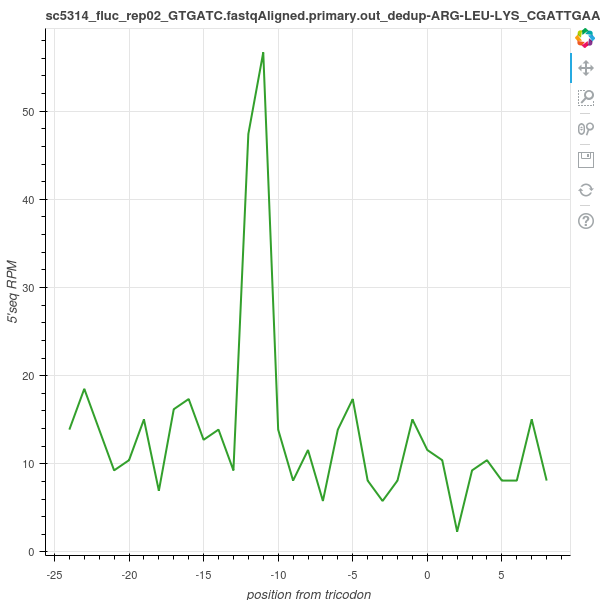 sc5314_fluc_rep02_GTGATC.fastqAligned.primary.out_dedup-ARG-LEU-LYS_CGATTGAA
50
40
30
20
10
0
5'seq RPM
-25 -20 -15 -10 -5 0 5
position from tricodon